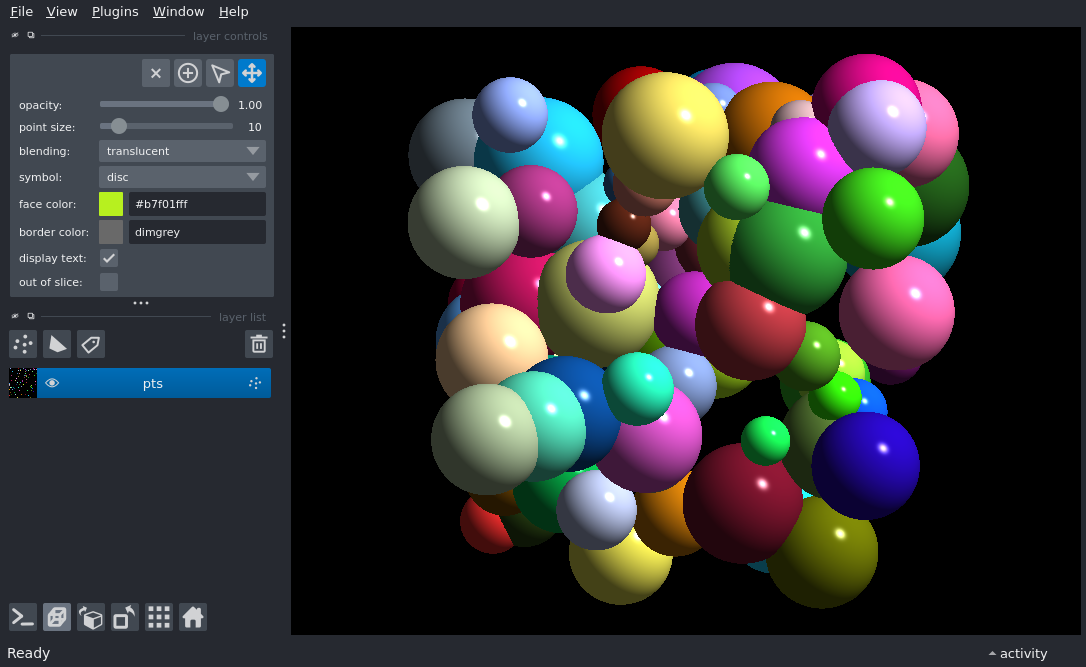 File View Plugins Window Help
layer controls
opacity: 1.00
point size: 10
blending: translucent
symbol: disc
face color: #b7f01fff
border color: dimgrey
display text:
out of slice:
layer list
pts
Ready
activity